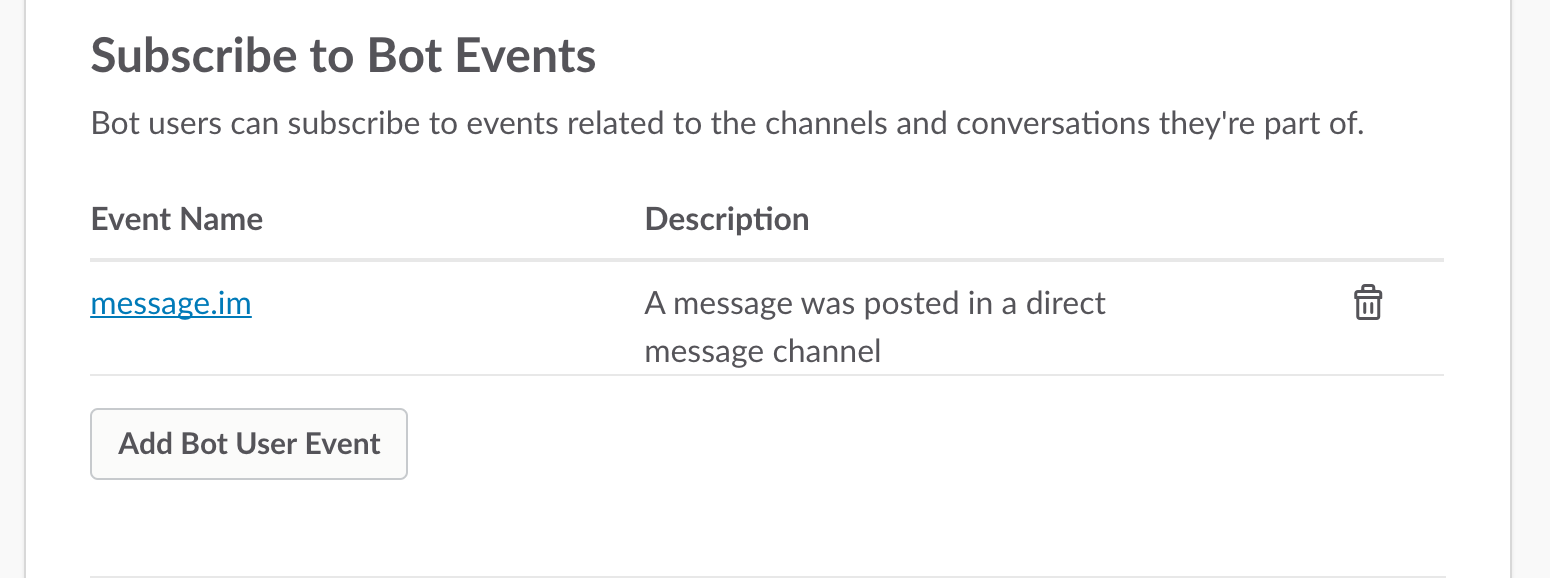 Subscribe to Bot Events
Bot users can subscribe to events related to the channels and conversations they're part of.
Event Name Description
message.im A message was posted in a direct
message channel
Add Bot User Event